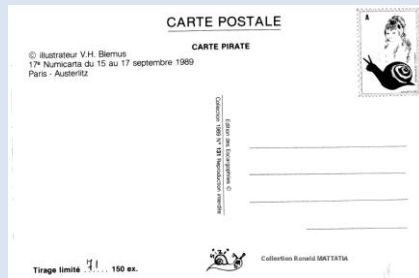 CARTE POSTALE
CARTE PIRATE
A
© illustrateur V.H. Blemus
17e Numicarta du 15 au 17 septembre 1989
Paris - Austerlitz
Edition des Escargophiles ©
Collection 1989 N° 131 Reproduction interdite
Tirage limité 71 150 ex.
Collection Ronald MATTATIA